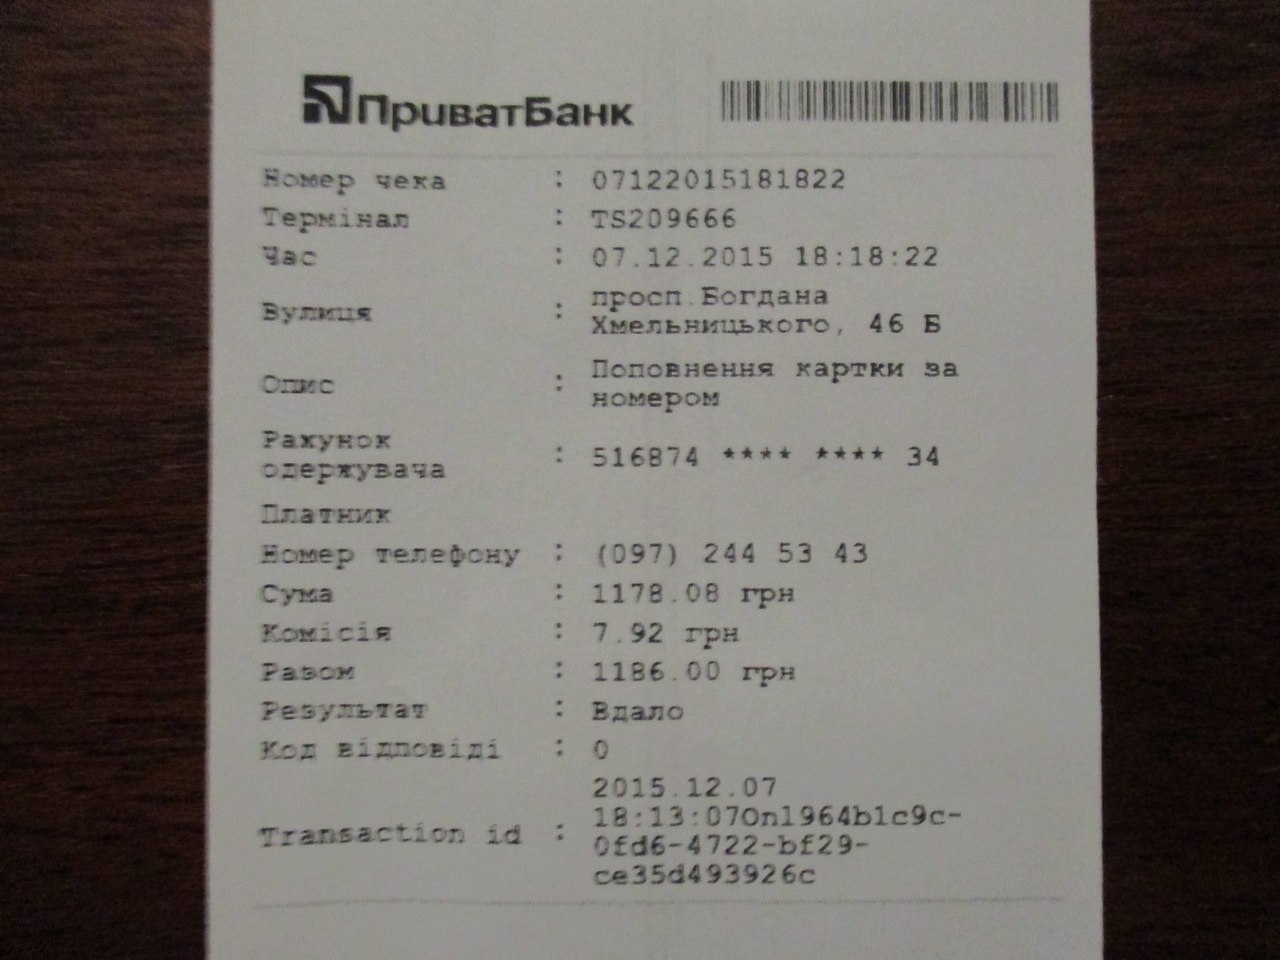 ПриватБанк
Номер чека : 07122015181822
Термінал : TS209666
Час : 07.12.2015 18:18:22
Вулиця : просп.Богдана
Хмельницького, 46 Б
Опис : Поповнення картки за
номером
Рахунок
одержувача : 516874 **** **** 34
Платник
Номер телефону : (097) 244 53 43
Сума : 1178.08 грн
Комісія : 7.92 грн
Разом : 1186.00 грн
Результат : Вдало
Код відповіді : 0
Transaction id : 2015.12.07
18:13:07On1964b1c9c-
0fd6-4722-bf29-
ce35d493926c